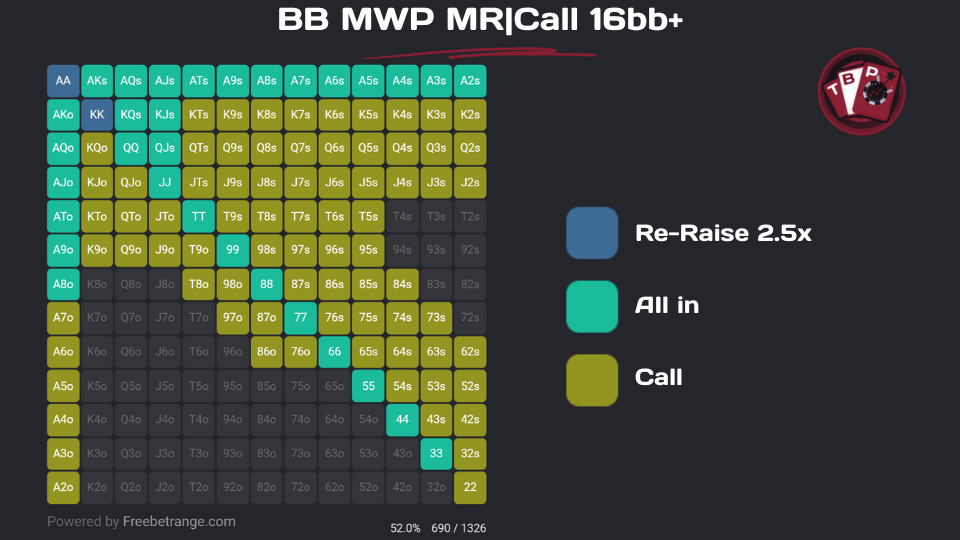 BB MWP MR|Call 16bb+
AA AKs AQs AJs ATs A9s A8s A7s A6s A5s A4s A3s A2s
AKo KK KQs KJs KTs K9s K8s K7s K6s K5s K4s K3s K2s
AQo KQo QQ QJs QTs Q9s Q8s Q7s Q6s Q5s Q4s Q3s Q2s
AJo KJo QJo JJ JTs J9s J8s J7s J6s J5s J4s J3s J2s
ATo KTo QTo JTo TT T9s T8s T7s T6s T5s T4s T3s T2s
A9o K9o Q9o J9o T9o 99 98s 97s 96s 95s 94s 93s 92s
A8o K8o Q8o J8o T8o 98o 88 87s 86s 85s 84s 83s 82s
A7o K7o Q7o J7o T7o 97o 87o 77 76s 75s 74s 73s 72s
A6o K6o Q6o J6o T6o 96o 86o 76o 66 65s 64s 63s 62s
A5o K5o Q5o J5o T5o 95o 85o 75o 65o 55 54s 53s 52s
A4o K4o Q4o J4o T4o 94o 84o 74o 64o 54o 44 43s 42s
A3o K3o Q3o J3o T3o 93o 83o 73o 63o 53o 43o 33 32s
A2o K2o Q2o J2o T2o 92o 82o 72o 62o 52o 42o 32o 22
Powered by Freebetrange.com
52.0% 690 / 1326
TBP
Re-Raise 2.5x
All in
Call